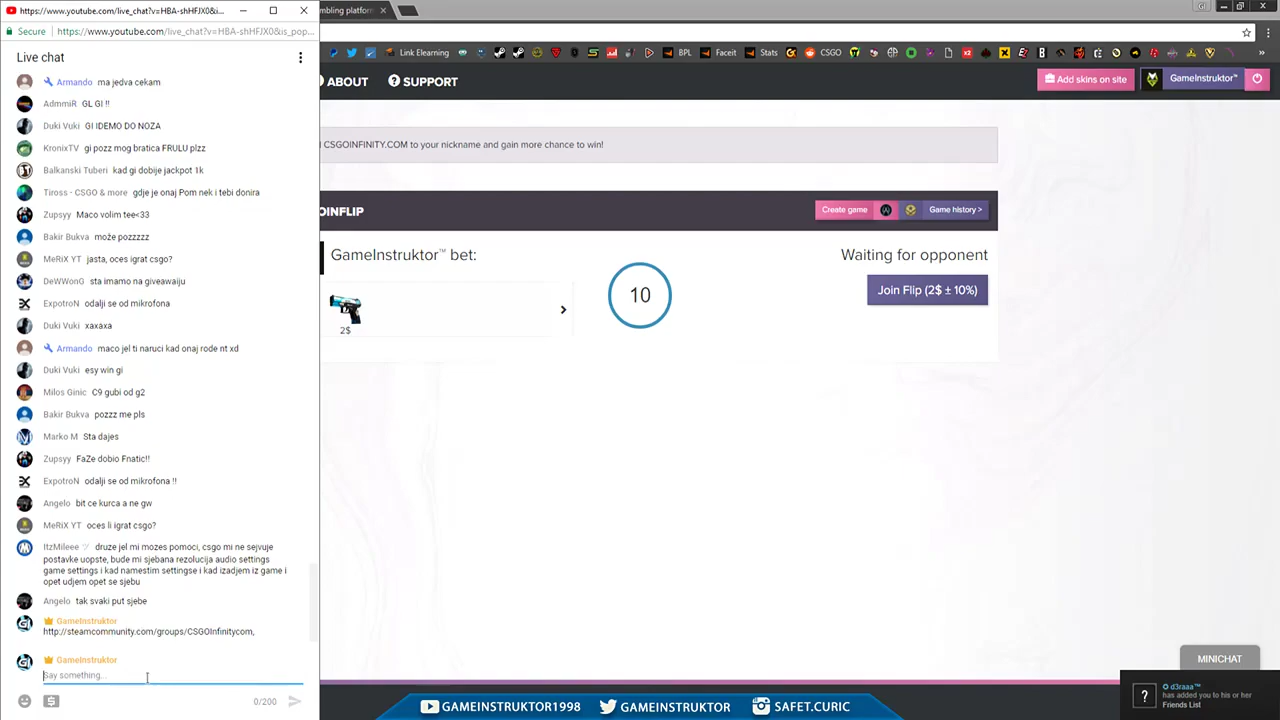 https://www.youtube.com/live_chat?v=HBA-shHFJX0&i...
mbling platform
Secure
https://www.youtube.com/live_chat?v=HBA-shHFJX0&is_pop...
Link Elearning
BPL
Faceit
Stats
CSGO
Live chat
ABOUT
SUPPORT
Add skins on site
GameInstruktor™
Armando ma jedva cekam
AdmmiR GL GI !!
Duki Vuki GI IDEMO DO NOZA
KronixTV gi pozz mog bratica FRULU plzz
Balkanski Tuberi kad gi dobije jackpot 1k
Tiross - CSGO & more gdje je onaj Pom nek i tebi donira
Zupsyy Maco volim tee<33
Bakir Bukva može pozzzzz
MeRiX YT jasta, oces igrat csgo?
DeWWonG sta imamo na giveawaiju
ExpotroN odalji se od mikrofona
Duki Vuki xaxaxa
Armando maco jel ti naruci kad onaj rode nt xd
Duki Vuki esy win gi
Milos Ginic C9 gubi od g2
Bakir Bukva pozzz me pls
Marko M Sta dajes
Zupsyy FaZe dobio Fnatic!!
ExpotroN odalji se od mikrofona !!
Angelo bit ce kurca a ne gw
MeRiX YT oces li igrat csgo?
ItzMileee druze jel mi mozes pomoci, csgo mi ne sejvuje
postavke uopste, bude mi sjebana rezolucija audio settings
game settings i kad namestim settingse i kad izadjem iz game i
opet udjem opet se sjebu
Angelo tak svaki put sjebe
GameInstruktor
http://steamcommunity.com/groups/CSGOInfinitycom,
GameInstruktor
Say something...
0/200
CSGOINFINITY.COM to your nickname and gain more chance to win!
OINFLIP
Create game
Game history >
GameInstruktor™ bet:
2$
10
Waiting for opponent
Join Flip (2$ ± 10%)
MINICHAT
d3raaa™
has added you to his or her
Friends List
GAMEINSTRUKTOR1998
GAMEINSTRUKTOR
SAFET.CURIC